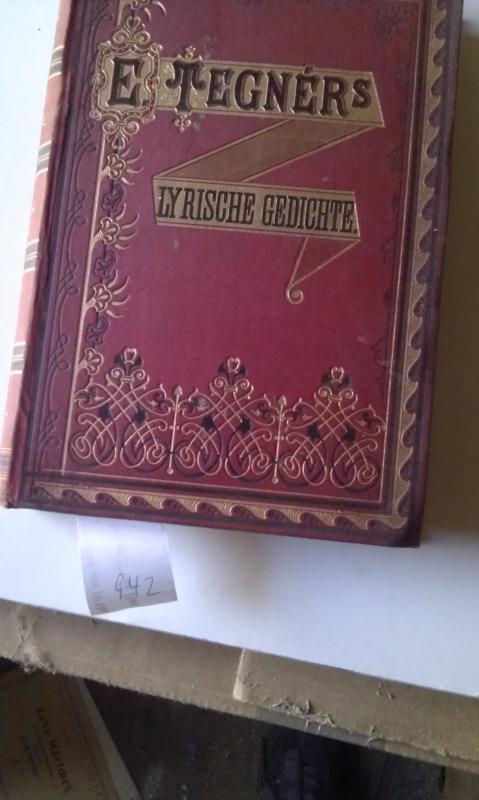 E. TEGNÉRS
LYRISCHE GEDICHTE.
942